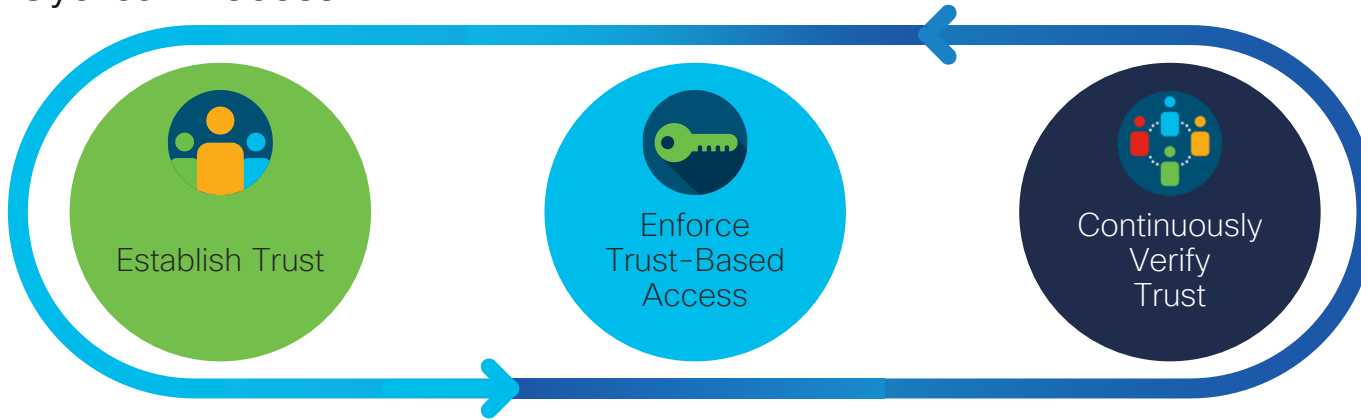 Establish Trust
Enforce
Trust-Based
Access
Continuously
Verify
Trust